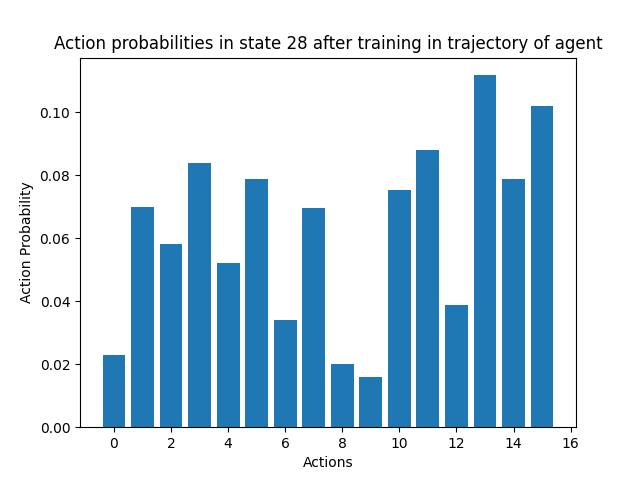 Action probabilities in state 28 after training in trajectory of agent
0.10
0.08
0.06
0.04
0.02
0.00
Action Probability
0 2 4 6 8 10 12 14 16
Actions